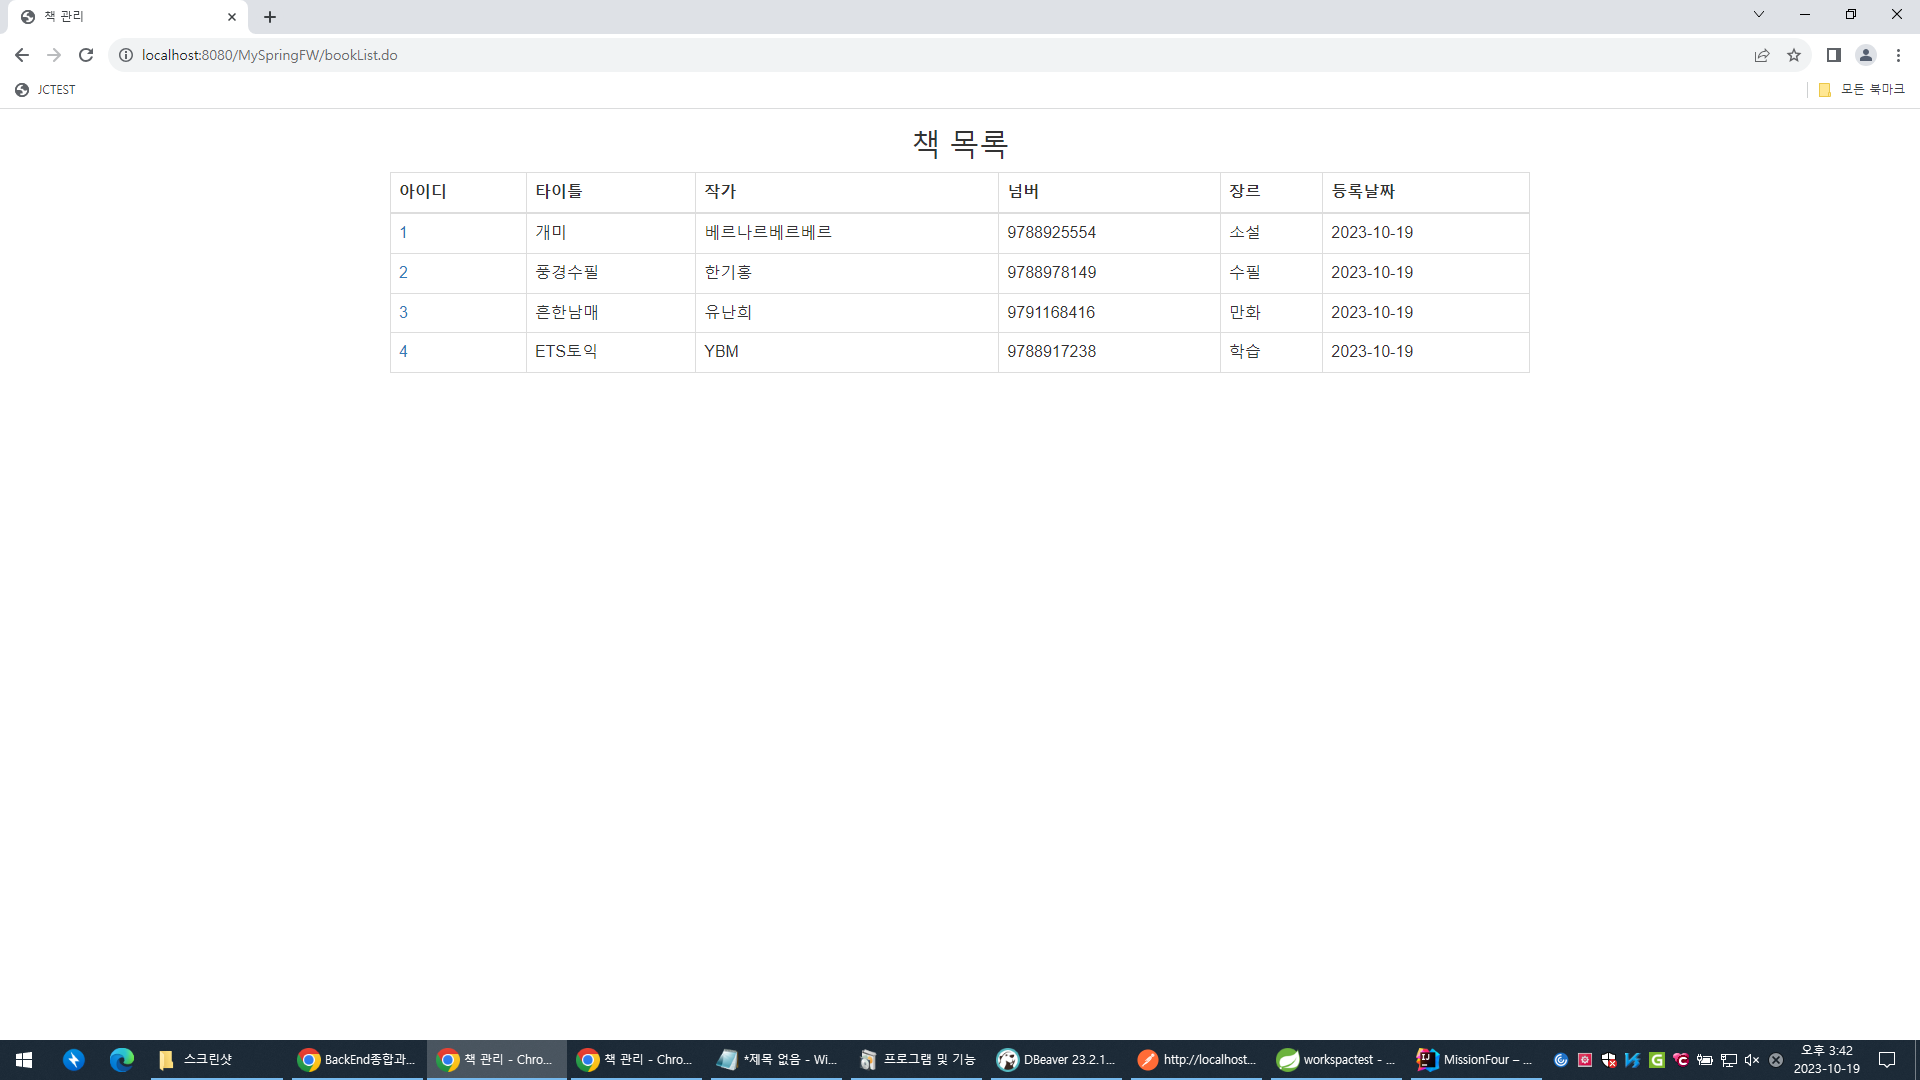 책 관리
localhost:8080/MySpringFW/bookList.do
JCTEST
모든 북마크
책 목록
아이디 타이틀 작가 넘버 장르 등록날짜
1 개미 베르나르베르베르 9788925554 소설 2023-10-19
2 풍경수필 한기홍 9788978149 수필 2023-10-19
3 흔한남매 유난희 9791168416 만화 2023-10-19
4 ETS토익 YBM 9788917238 학습 2023-10-19
스크린샷 BackEnd종합과... 책 관리 - Chro... 책 관리 - Chro... *제목 없음 - Wi... 프로그램 및 기능 DBeaver 23.2.1... http://localhost... workspactest - ... MissionFour – ... 오후 3:42
2023-10-19